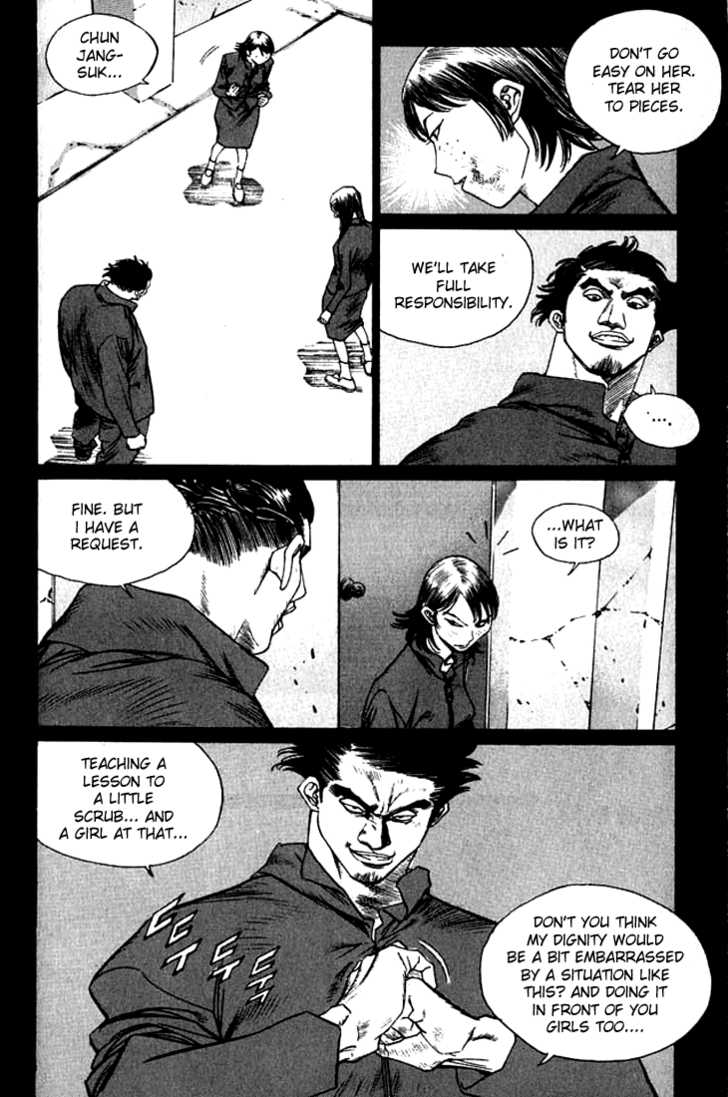 CHUN
JANG-
SUK...
DON'T GO
EASY ON HER.
TEAR HER
TO PIECES.
WE'LL TAKE
FULL
RESPONSIBILITY.
....
FINE. BUT
I HAVE A
REQUEST.
...WHAT
IS IT?
TEACHING A
LESSON TO
A LITTLE
SCRUB... AND
A GIRL AT THAT...
DON'T YOU THINK
MY DIGNITY WOULD
BE A BIT EMBARRASSED
BY A SITUATION LIKE
THIS? AND DOING IT
IN FRONT OF YOU
GIRLS TOO....